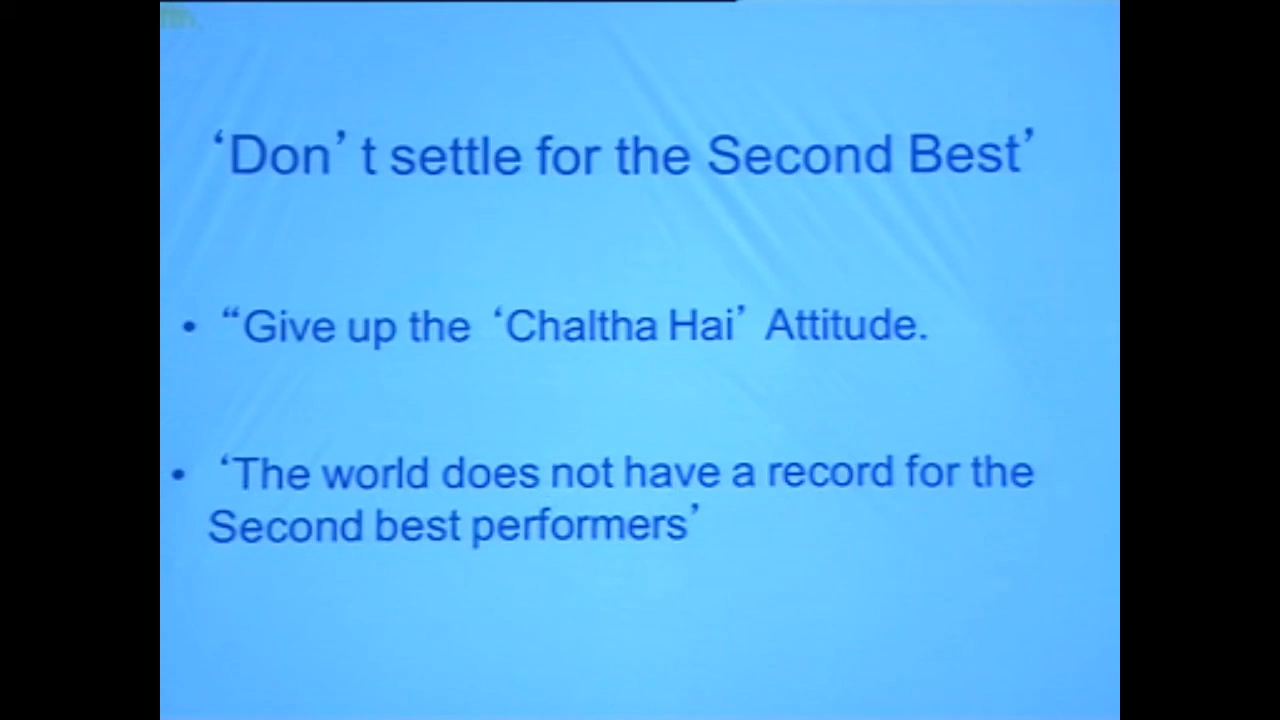 ‘Don’ t settle for the Second Best’
• “Give up the ‘Chaltha Hai’ Attitude.
• ‘The world does not have a record for the
Second best performers’